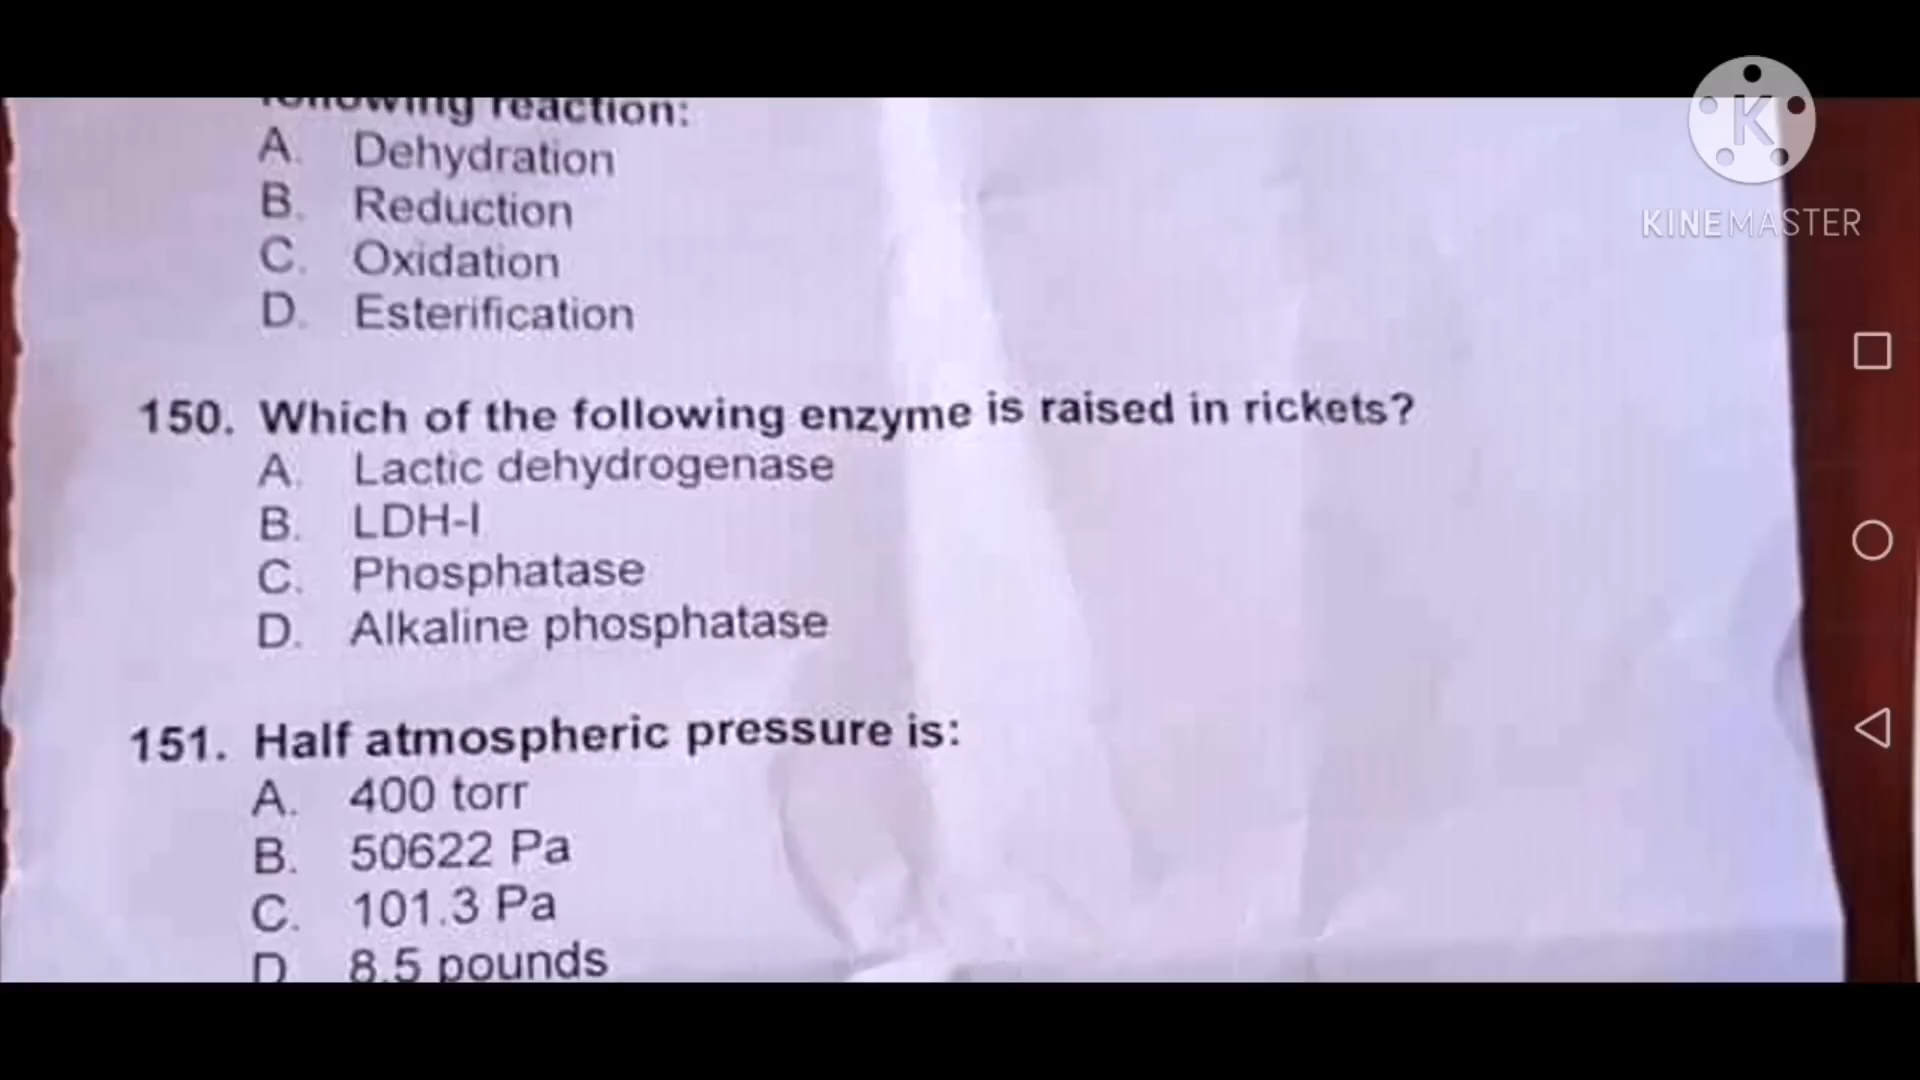 following reaction:
A. Dehydration
B. Reduction
C. Oxidation
D. Esterification
150. Which of the following enzyme is raised in rickets?
A. Lactic dehydrogenase
B. LDH-I
C. Phosphatase
D. Alkaline phosphatase
151. Half atmospheric pressure is:
A. 400 torr
B. 50622 Pa
C. 101.3 Pa
D. 8.5 pounds
K
KINEMASTER